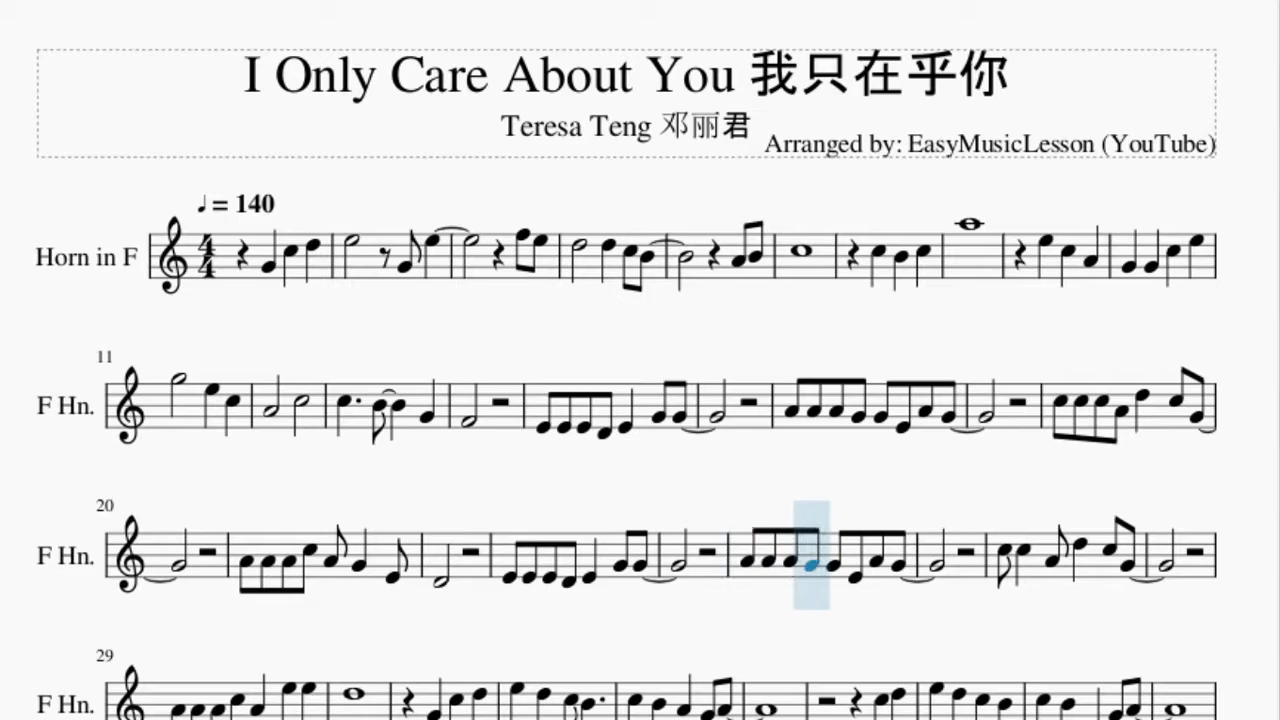 I Only Care About You 我只在乎你
Teresa Teng 邓丽君
Arranged by: EasyMusicLesson (YouTube)
♩ = 140
Horn in F
4
4
11
F Hn.
20
F Hn.
29
F Hn.